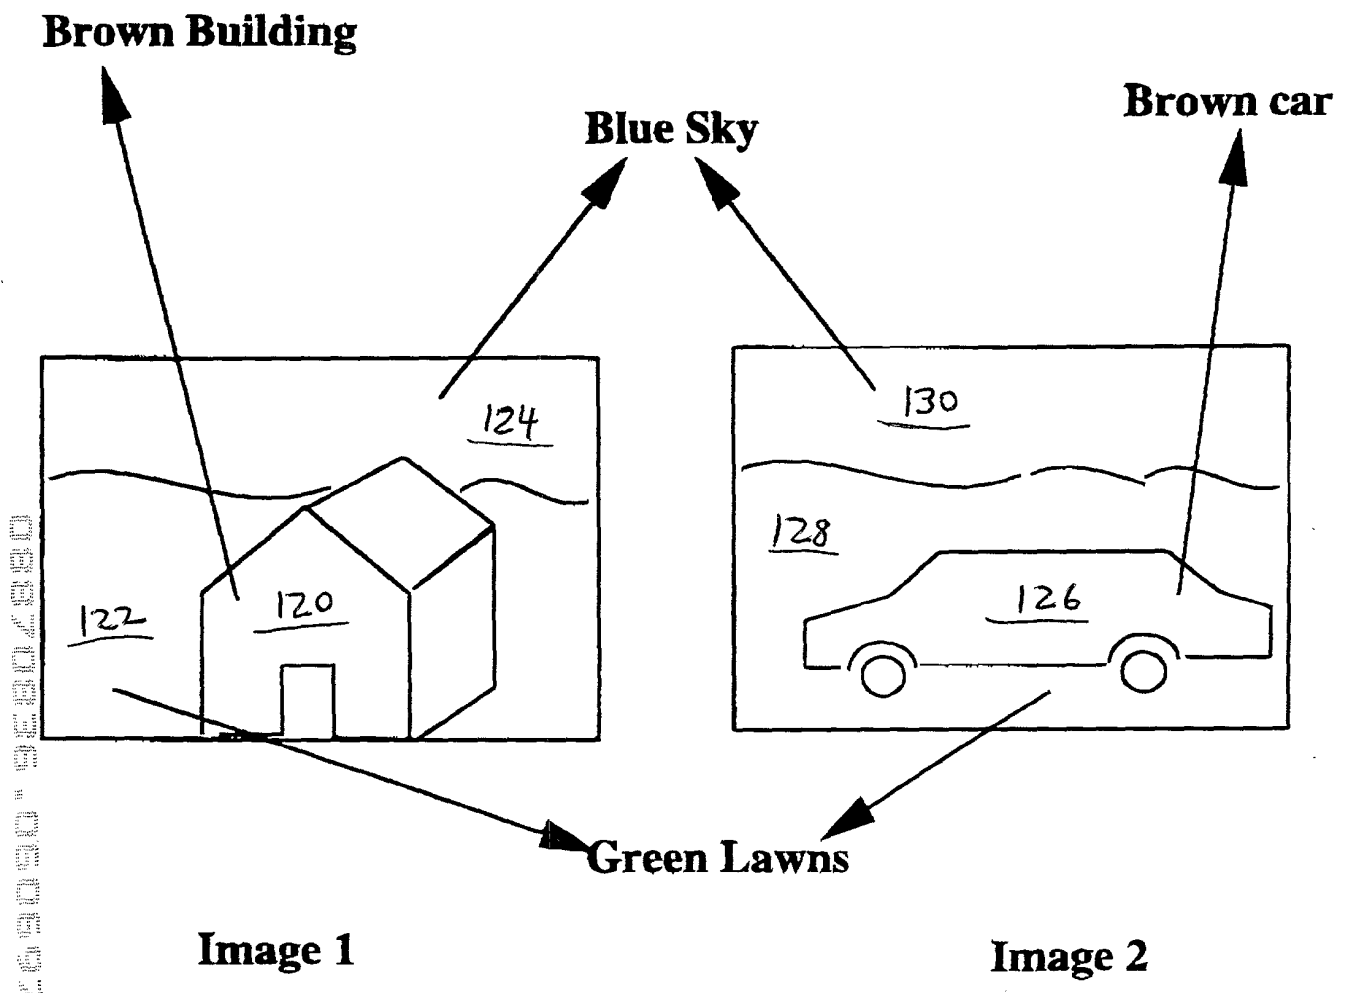 Brown Building
Blue Sky
Brown car
124
130
128
122
120
126
Green Lawns
Image 1
Image 2